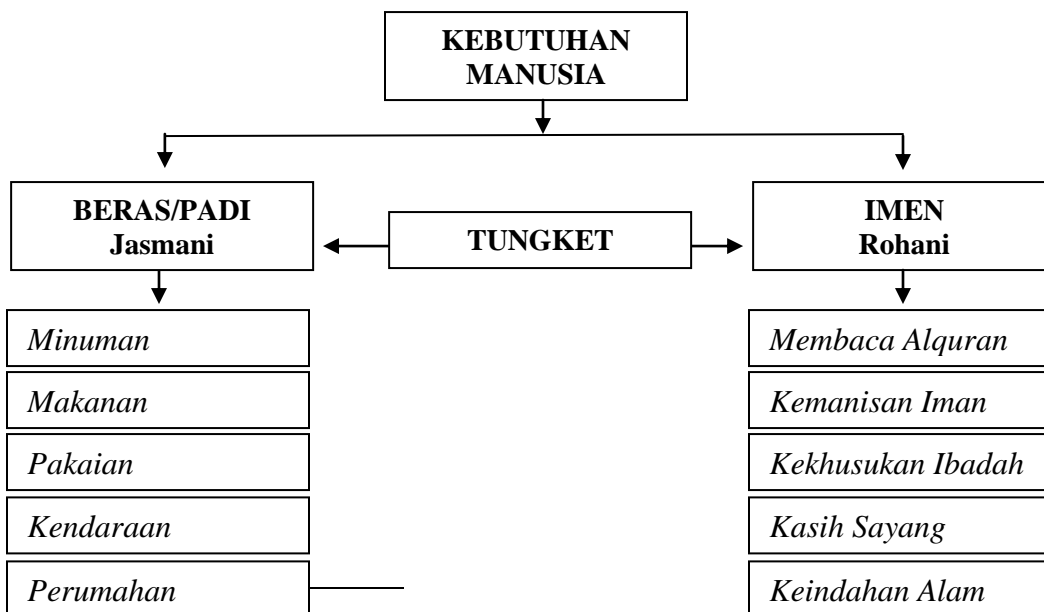 KEBUTUHAN
MANUSIA
BERAS/PADI
Jasmani
TUNGKET
IMEN
Rohani
Minuman
Makanan
Pakaian
Kendaraan
Perumahan
Membaca Alquran
Kemanisan Iman
Kekhusukan Ibadah
Kasih Sayang
Keindahan Alam